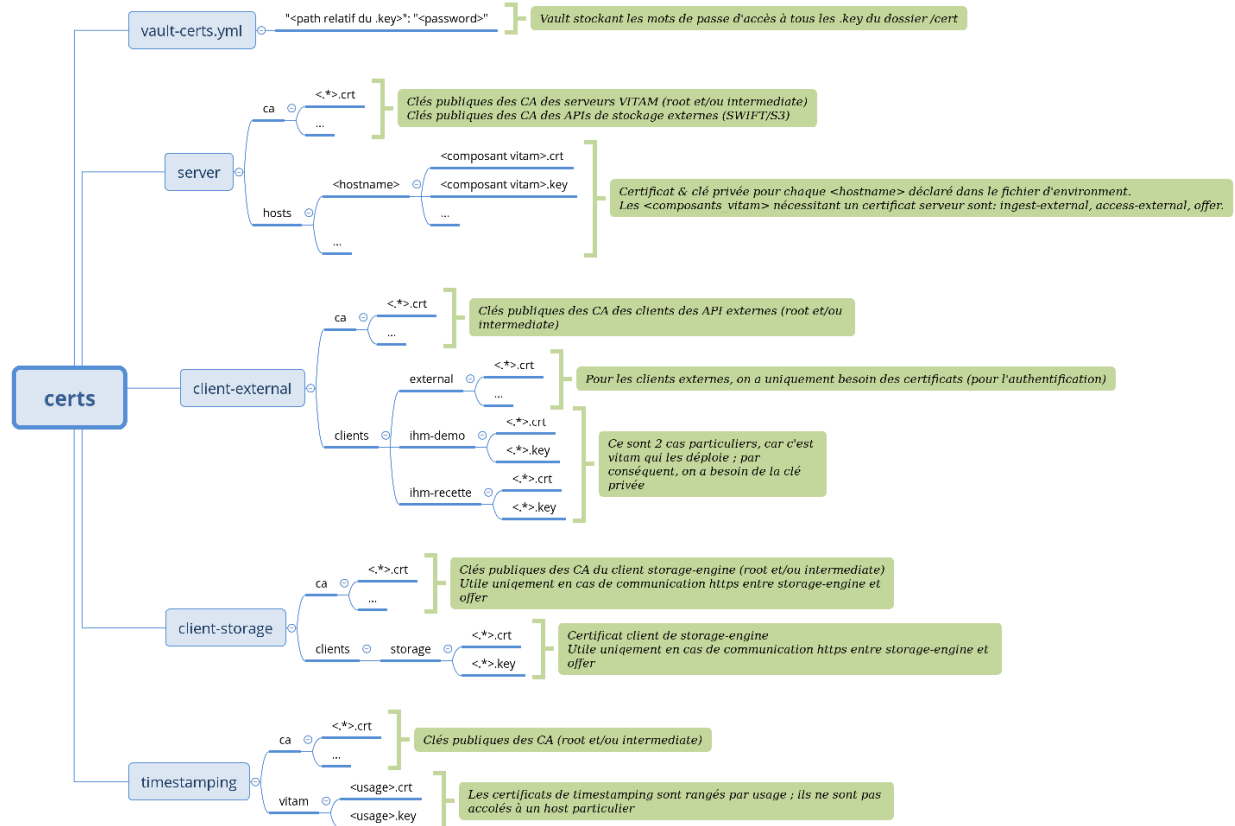 vault-certs.yml
"<path relatif du .key>": "<password>"
Vault stockant les mots de passe d'accès à tous les .key du dossier /cert
server
ca
<.*>.crt
...
Clés publiques des CA des serveurs VITAM (root et/ou intermediate)
Clés publiques des CA des APIs de stockage externes (SWIFT/S3)
hosts
<hostname>
<composant vitam>.crt
<composant vitam>.key
...
...
Certificat & clé privée pour chaque <hostname> déclaré dans le fichier d'environment.
Les <composants_vitam> nécessitant un certificat serveur sont: ingest-external, access-external, offer.
certs
client-external
ca
<.*>.crt
...
Clés publiques des CA des clients des API externes (root et/ou
intermediate)
clients
external
<.*>.crt
...
Pour les clients externes, on a uniquement besoin des certificats (pour l'authentification)
ihm-demo
<.*>.crt
<.*>.key
ihm-recette
<.*>.crt
<.*>.key
Ce sont 2 cas particuliers, car c'est
vitam qui les déploie ; par
conséquent, on a besoin de la clé
privée
client-storage
ca
<.*>.crt
...
Clés publiques des CA du client storage-engine (root et/ou intermediate)
Utile uniqement en cas de communication https entre storage-engine et
offer
clients
storage
<.*>.crt
<.*>.key
Certificat client de storage-engine
Utile uniqement en cas de communication https entre storage-engine et
offer
timestamping
ca
<.*>.crt
...
Clés publiques des CA (root et/ou intermediate)
vitam
<usage>.crt
<usage>.key
Les certificats de timestamping sont rangés par usage ; ils ne sont pas
accolés à un host particulier